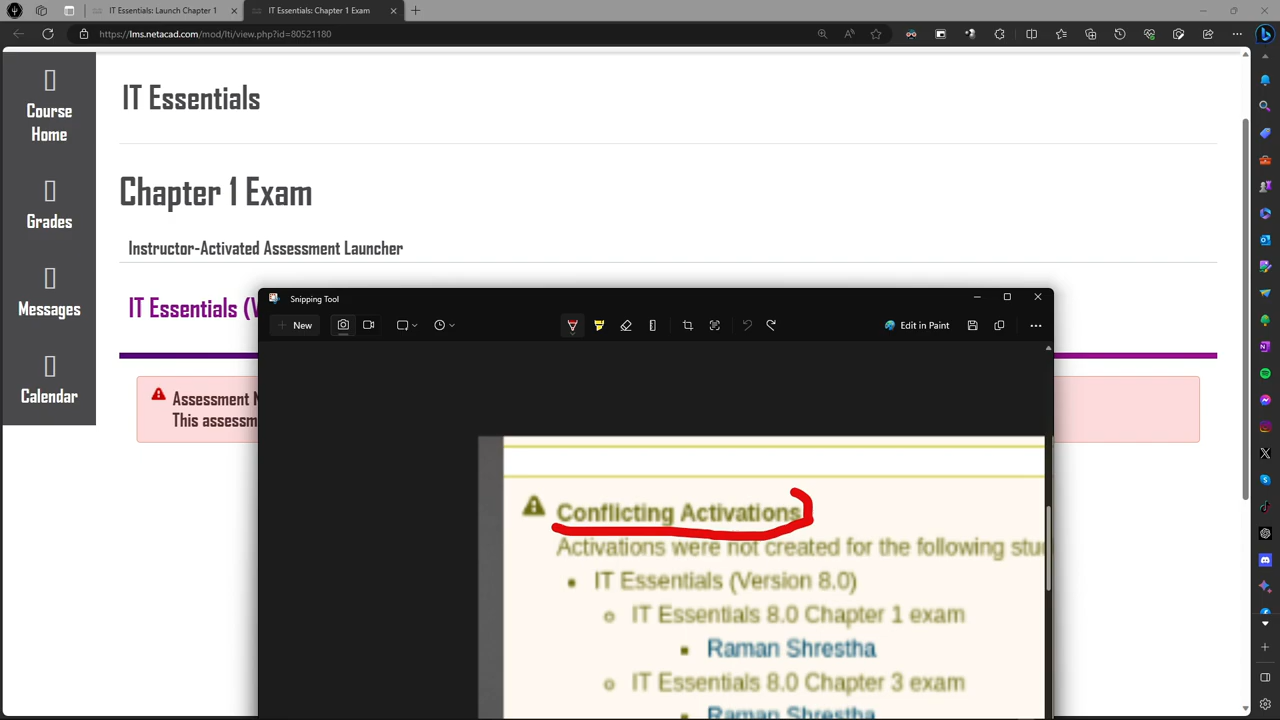 IT Essentials: Launch Chapter 1
IT Essentials: Chapter 1 Exam
https://lms.netacad.com/mod/lti/view.php?id=80521180
Course
Home
Grades
Messages
Calendar
IT Essentials
Chapter 1 Exam
Instructor-Activated Assessment Launcher
IT Essentials (
Assessment
This assessm
Snipping Tool
New
Edit in Paint
Conflicting Activations
Activations were not created for the following stu
IT Essentials (Version 8.0)
IT Essentials 8.0 Chapter 1 exam
Raman Shrestha
IT Essentials 8.0 Chapter 3 exam
Raman Shrestha